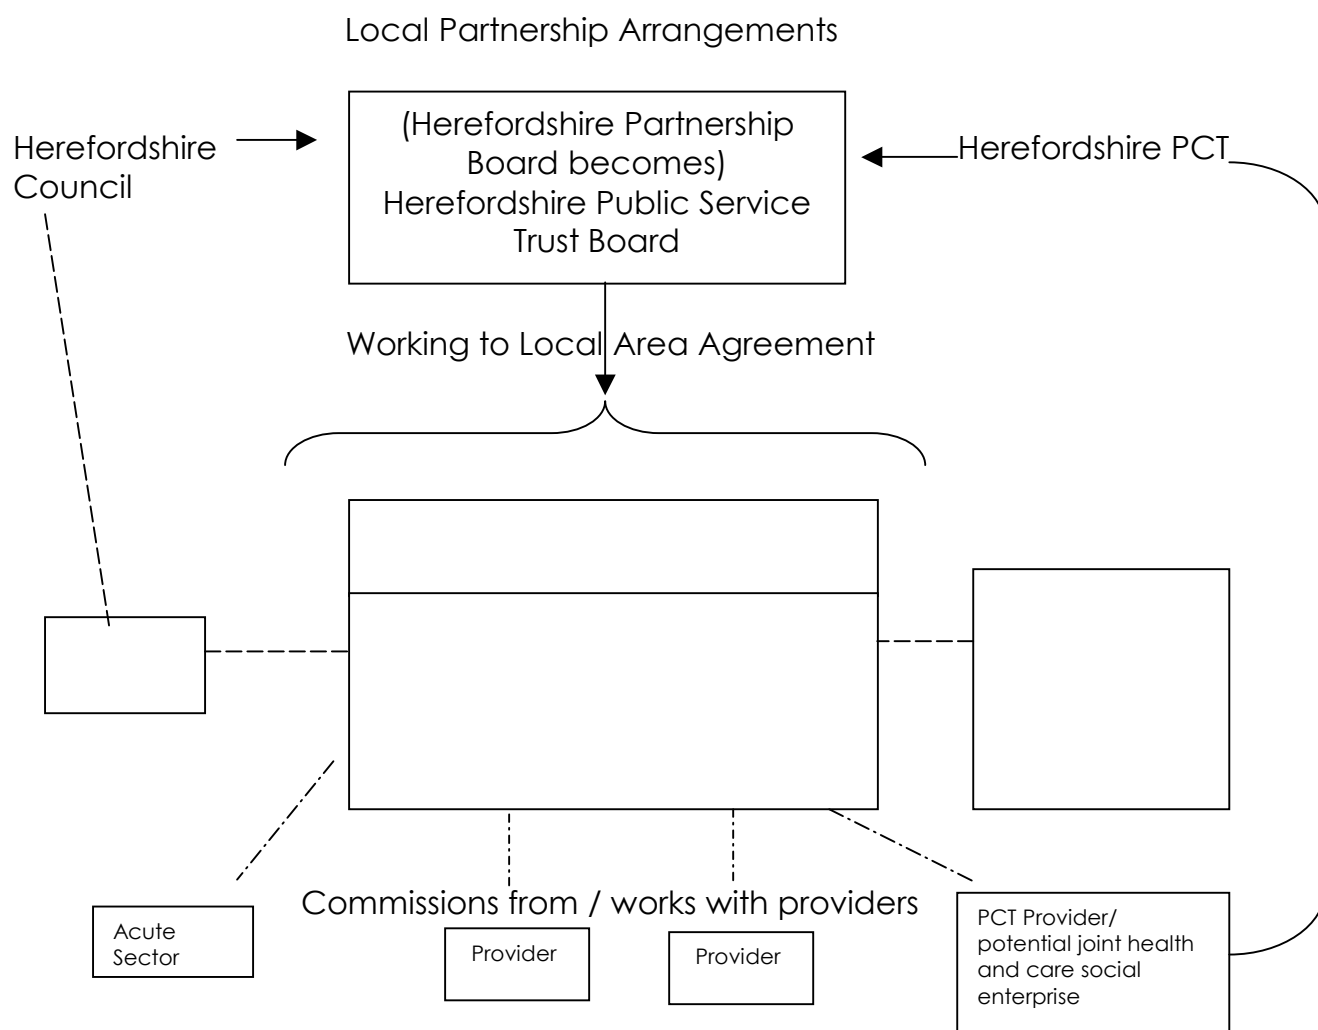 Local Partnership Arrangements
(Herefordshire Partnership
Board becomes)
Herefordshire Public Service
Trust Board
Herefordshire
Council
Herefordshire PCT
Working to Local Area Agreement
Commissions from / works with providers
Acute
Sector
Provider
Provider
PCT Provider/
potential joint health
and care social
enterprise